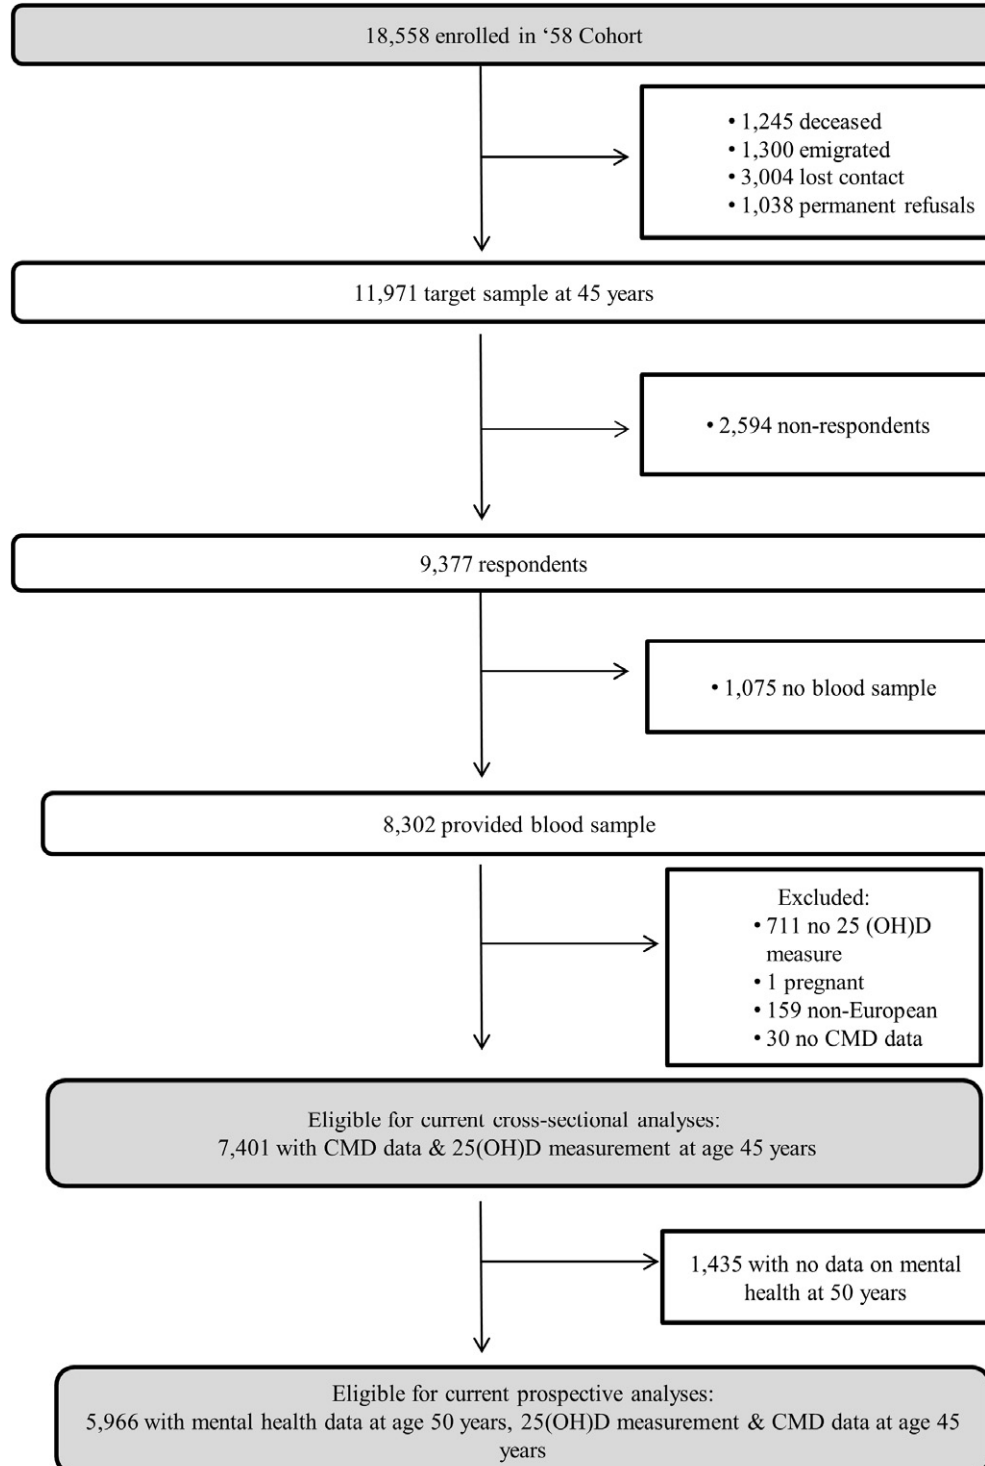 18,558 enrolled in ‘58 Cohort
• 1,245 deceased
• 1,300 emigrated
• 3,004 lost contact
• 1,038 permanent refusals
11,971 target sample at 45 years
• 2,594 non-respondents
9,377 respondents
• 1,075 no blood sample
8,302 provided blood sample
Excluded:
• 711 no 25 (OH)D
measure
• 1 pregnant
• 159 non-European
• 30 no CMD data
Eligible for current cross-sectional analyses:
7,401 with CMD data & 25(OH)D measurement at age 45 years
1,435 with no data on mental
health at 50 years
Eligible for current prospective analyses:
5,966 with mental health data at age 50 years, 25(OH)D measurement & CMD data at age 45
years